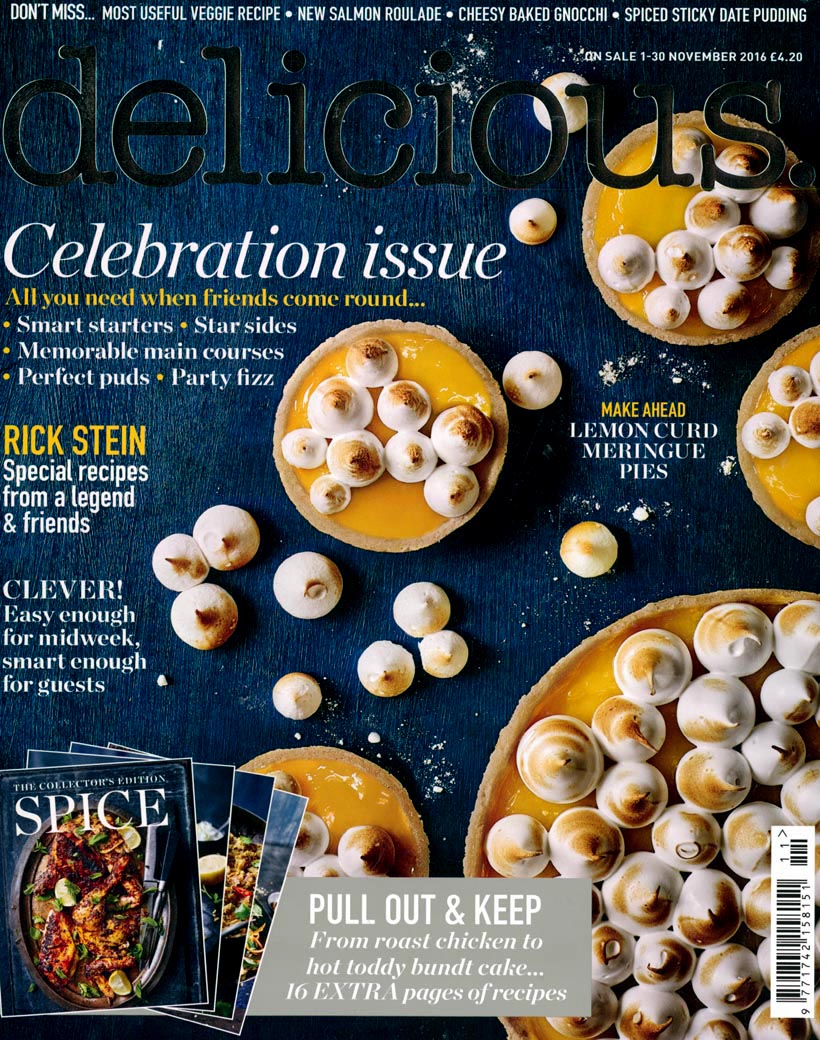 DON'T MISS... MOST USEFUL VEGGIE RECIPE • NEW SALMON ROULADE • CHEESY BAKED GNOCCHI • SPICED STICKY DATE PUDDING
ON SALE 1-30 NOVEMBER 2016 £4.20
delicious.
Celebration issue
All you need when friends come round...
• Smart starters • Star sides
• Memorable main courses
• Perfect puds • Party fizz
RICK STEIN
Special recipes
from a legend
& friends
MAKE AHEAD
LEMON CURD
MERINGUE
PIES
CLEVER!
Easy enough
for midweek,
smart enough
for guests
THE COLLECTOR'S EDITION
SPICE
PULL OUT & KEEP
From roast chicken to
hot toddy bundt cake...
16 EXTRA pages of recipes
11>
9 771742 158151